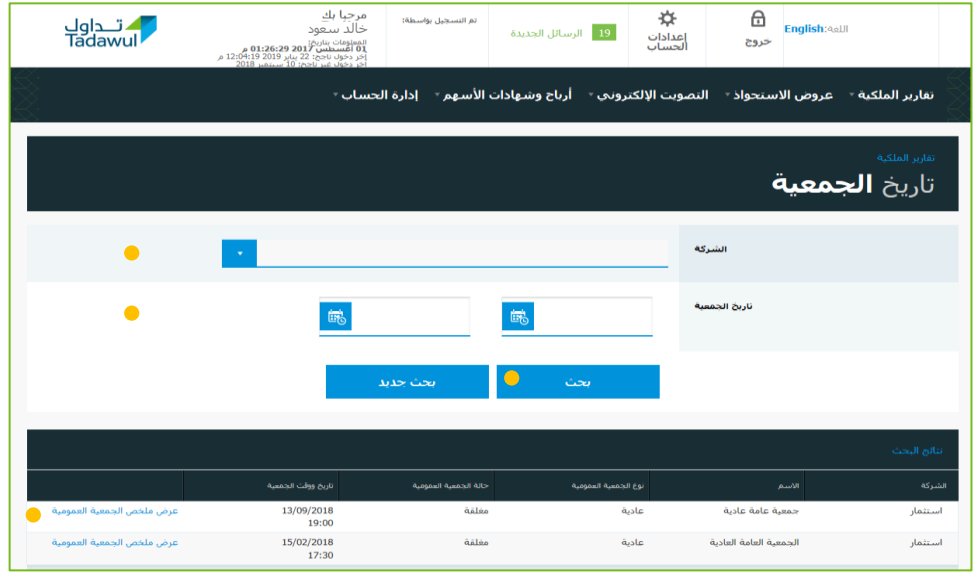 تـداول
Tadawul
مرحبا بك
خالد سعود
المعلومات بتاريخ:
01 أغسطس 2017 01:26:29 م
إخر دخول ناجح: 22 يناير 2019 12:04:19 م
إخر دخول غير ناجح: 10 سبتمبر 2018
تم التسجيل بواسطة:
الرسائل الجديدة 19
إعدادات
الحساب
خروج
اللغة:English
تقارير الملكية
عروض الاستحواذ
التصويت الإلكتروني
أرباح وشهادات الأسهم
إدارة الحساب
تقارير الملكية
تاريخ الجمعية
الشركة
تاريخ الجمعية
بحث
بحث جديد
نتائج البحث
الشركة الاسم نوع الجمعية العمومية حالة الجمعية العمومية تاريخ ووقت الجمعية
استثمار جمعية عامة عادية عادية مغلقة 13/09/2018 عرض ملخص الجمعية العمومية
19:00
استثمار الجمعية العامة العادية عادية مغلقة 15/02/2018 عرض ملخص الجمعية العمومية
17:30